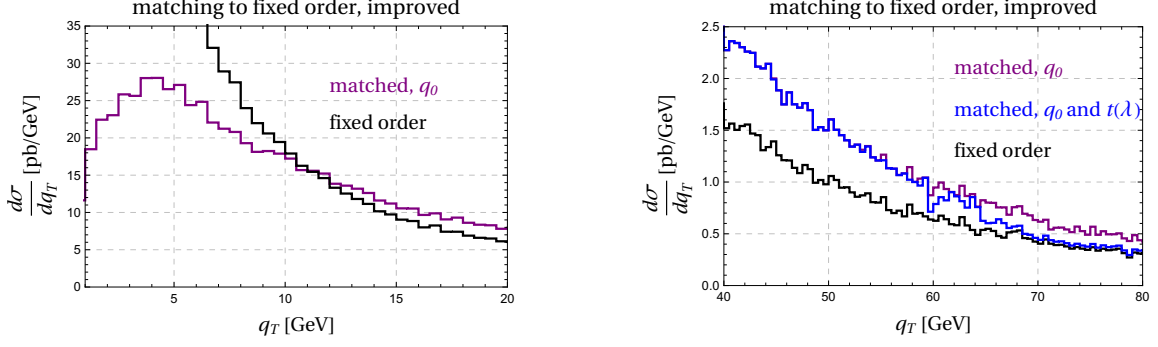 matching to fixed order, improved
35
30
25
20
15
10
5
0
dσ/dq_T [pb/GeV]
matched, q_0
fixed order
5
10
15
20
q_T [GeV]
matching to fixed order, improved
2.5
2.0
1.5
1.0
0.5
0.0
dσ/dq_T [pb/GeV]
matched, q_0
matched, q_0 and t(λ)
fixed order
40
50
60
70
80
q_T [GeV]